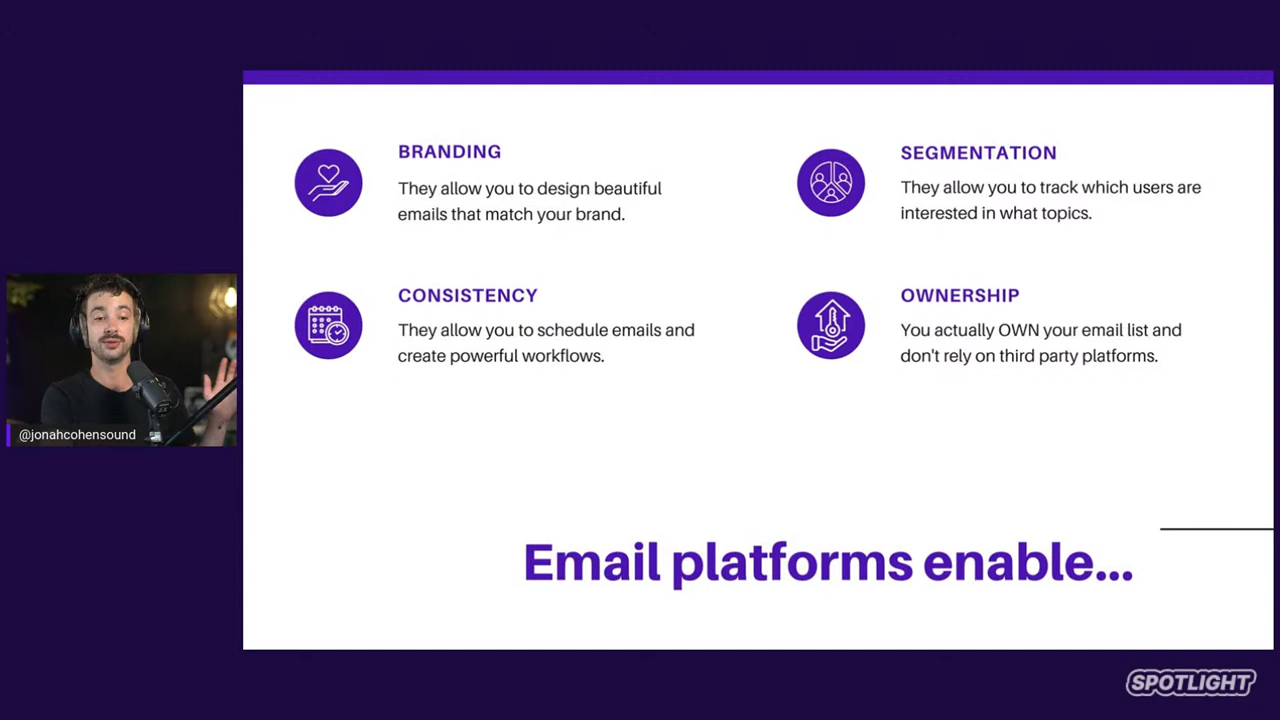 BRANDING
They allow you to design beautiful
emails that match your brand.
SEGMENTATION
They allow you to track which users are
interested in what topics.
CONSISTENCY
They allow you to schedule emails and
create powerful workflows.
OWNERSHIP
You actually OWN your email list and
don't rely on third party platforms.
@jonahcohensound
Email platforms enable...
SPOTLIGHT